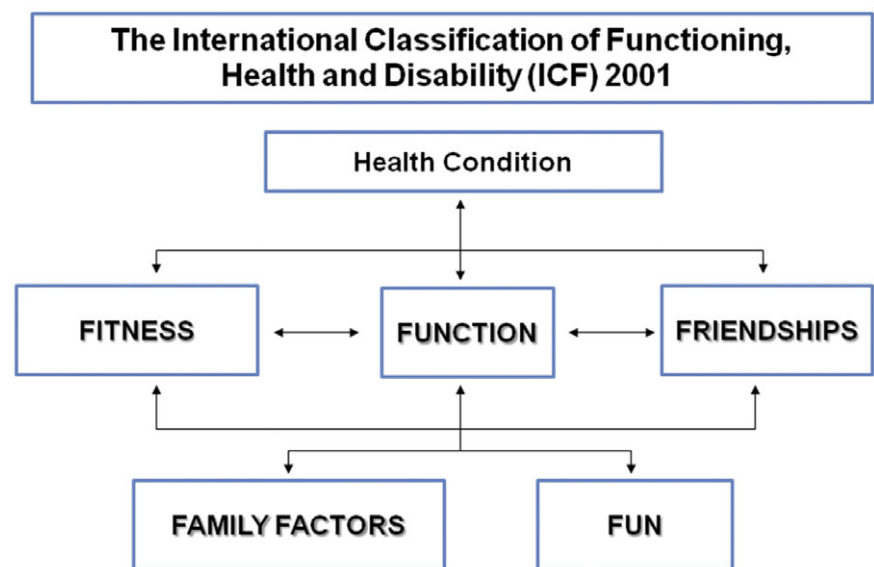 The International Classification of Functioning,
Health and Disability (ICF) 2001
Health Condition
FITNESS
FUNCTION
FRIENDSHIPS
FAMILY FACTORS
FUN